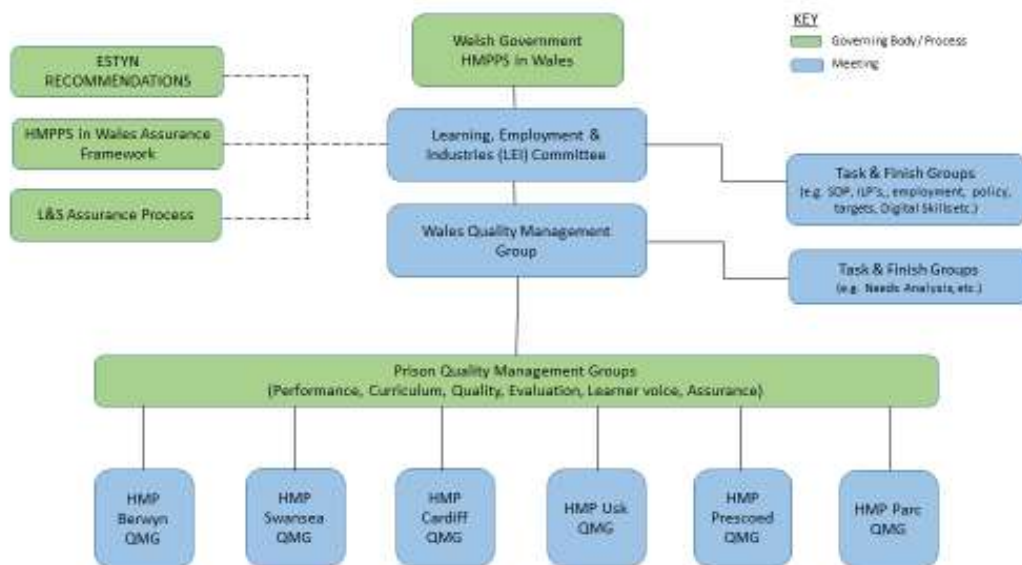 KEY
Governing Body / Process
Meeting
Welsh Government
HMPPS in Wales
ESTYN
RECOMMENDATIONS
HMPPS in Wales Assurance
Framework
L&S Assurance Process
Learning, Employment &
Industries (LEI) Committee
Task & Finish Groups
(e.g. SDP, ILP's,, employment, policy,
targets, Digital Skills etc.)
Wales Quality Management
Group
Task & Finish Groups
(e.g. Needs Analysis, etc.)
Prison Quality Management Groups
(Performance, Curriculum, Quality, Evaluation, Learner voice, Assurance)
HMP
Berwyn
QMG
HMP
Swansea
QMG
HMP
Cardiff
QMG
HMP Usk
QMG
HMP
Prescoed
QMG
HMP Parc
QMG